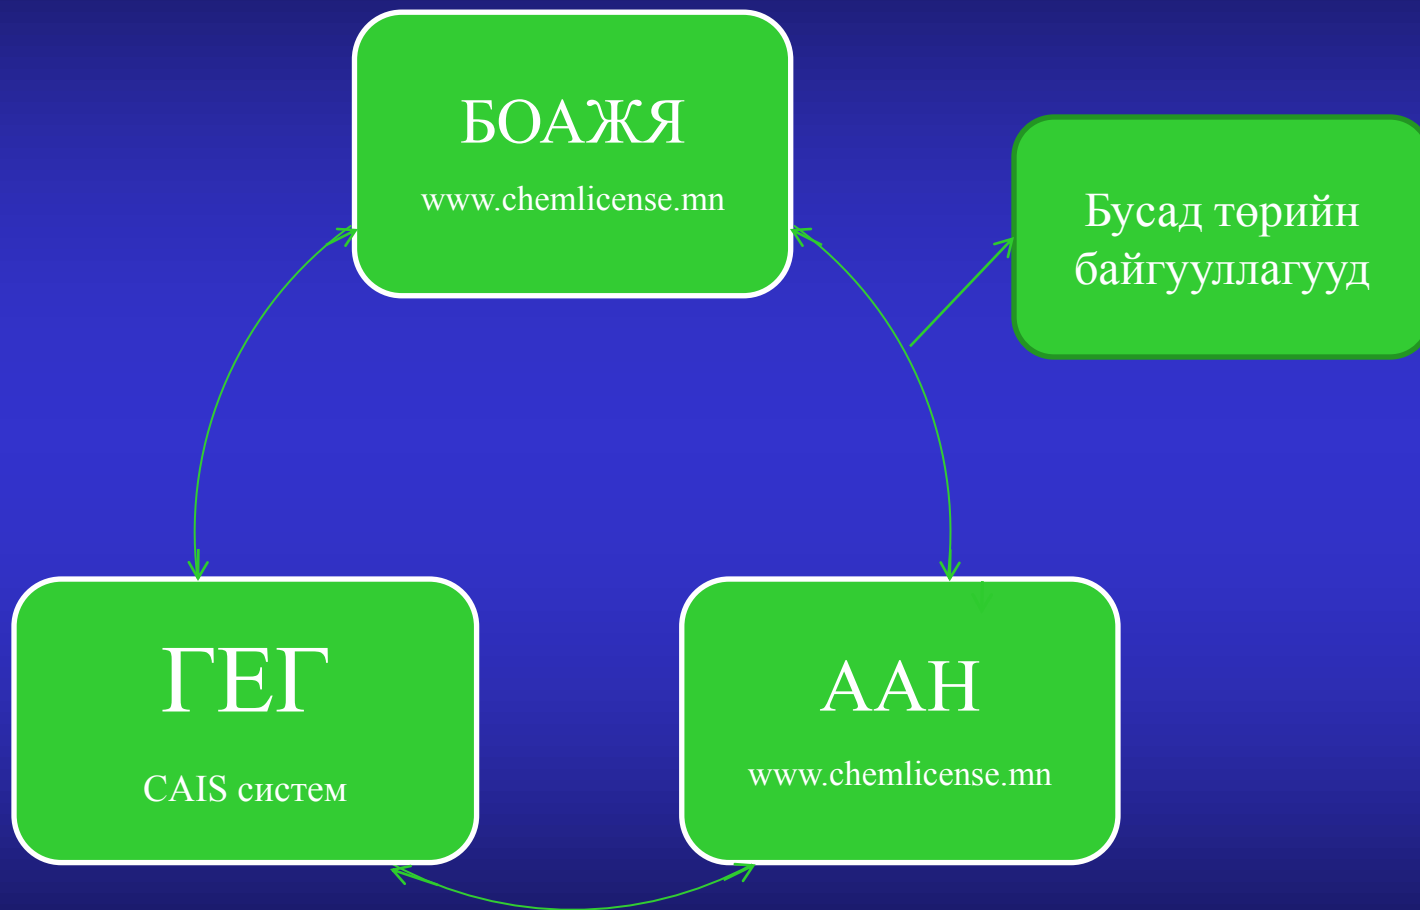 БОАЖЯ
www.chemlicense.mn
Бусад төрийн
байгууллагууд
ГЕГ
CAIS систем
ААН
www.chemlicense.mn